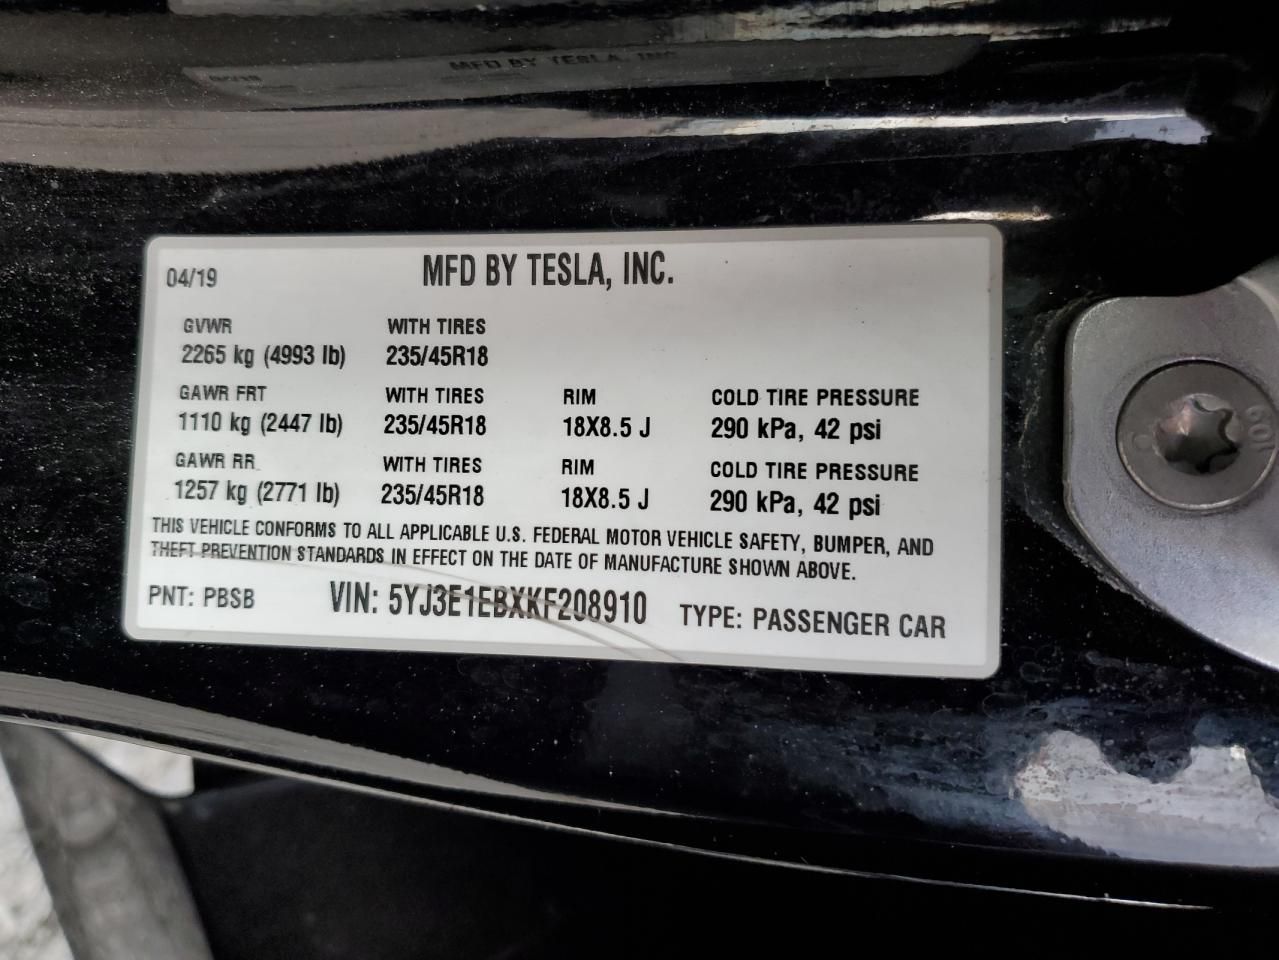 MFD BY TESLA, INC
04/19 MFD BY TESLA, INC.
GVWR WITH TIRES
2265 kg (4993 lb) 235/45R18
GAWR FRT WITH TIRES RIM COLD TIRE PRESSURE
1110 kg (2447 lb) 235/45R18 18X8.5 J 290 kPa, 42 psi
GAWR RR WITH TIRES RIM COLD TIRE PRESSURE
1257 kg (2771 lb) 235/45R18 18X8.5 J 290 kPa, 42 psi
THIS VEHICLE CONFORMS TO ALL APPLICABLE U.S. FEDERAL MOTOR VEHICLE SAFETY, BUMPER, AND
THEFT PREVENTION STANDARDS IN EFFECT ON THE DATE OF MANUFACTURE SHOWN ABOVE.
PNT: PBSB VIN: 5YJ3E1EBXKF208910 TYPE: PASSENGER CAR